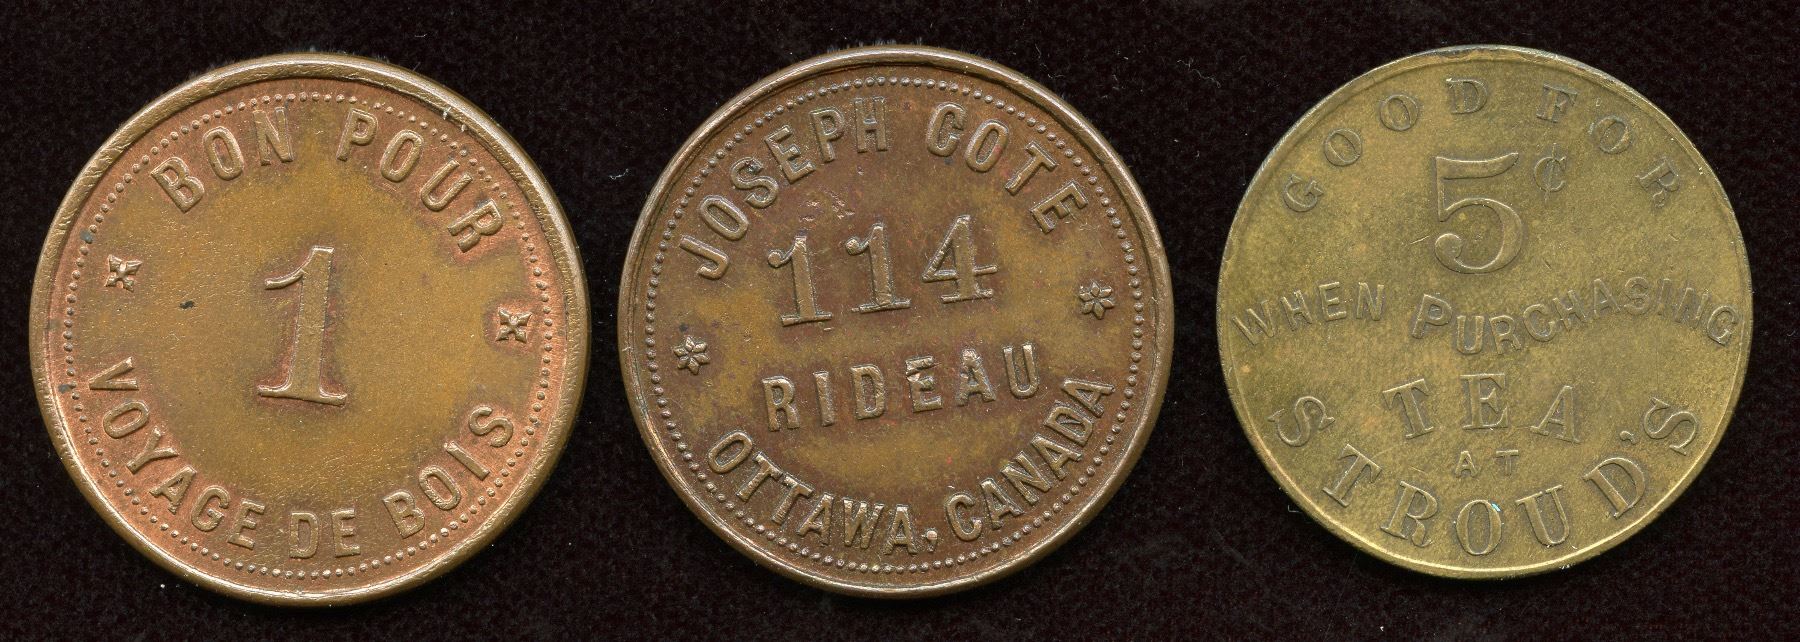 BON POUR
1
VOYAGE DE BOIS
JOSEPH COTE
114
RIDEAU
OTTAWA, CANADA
GOOD FOR
5¢
WHEN PURCHASING
TEA
AT
STROUD'S